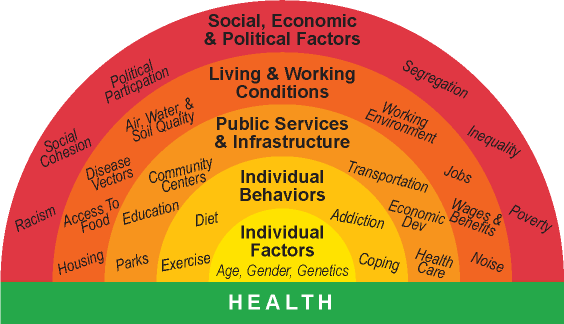 Social, Economic
& Political Factors
Political
Particpation
Segregation
Social
Cohesion
Inequality
Racism
Poverty
Living & Working
Conditions
Air, Water, &
Soil Quality
Working
Environment
Disease
Vectors
Jobs
Access To
Food
Wages &
Benefits
Housing
Noise
Public Services
& Infrastructure
Community
Centers
Transportation
Education
Economic
Dev
Parks
Health
Care
Individual
Behaviors
Diet
Addiction
Exercise
Coping
Individual
Factors
Age, Gender, Genetics
HEALTH